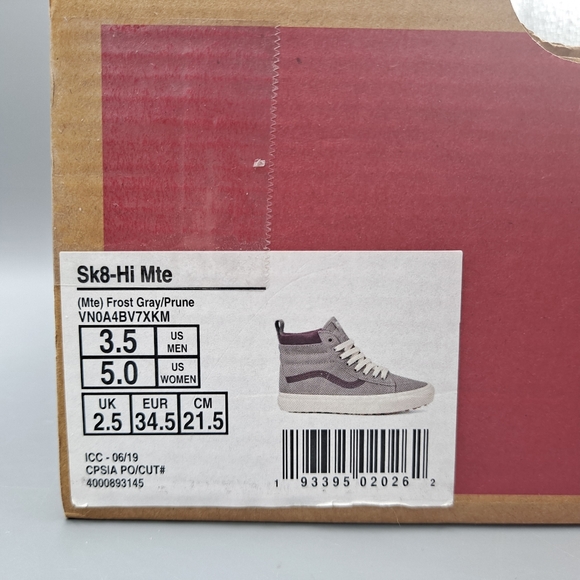 Sk8-Hi Mte
(Mte) Frost Gray/Prune
VN0A4BV7XKM
3.5 US MEN
5.0 US WOMEN
UK EUR CM
2.5 34.5 21.5
ICC - 06/19
CPSIA PO/CUT#
4000893145
1 93395 02026 2